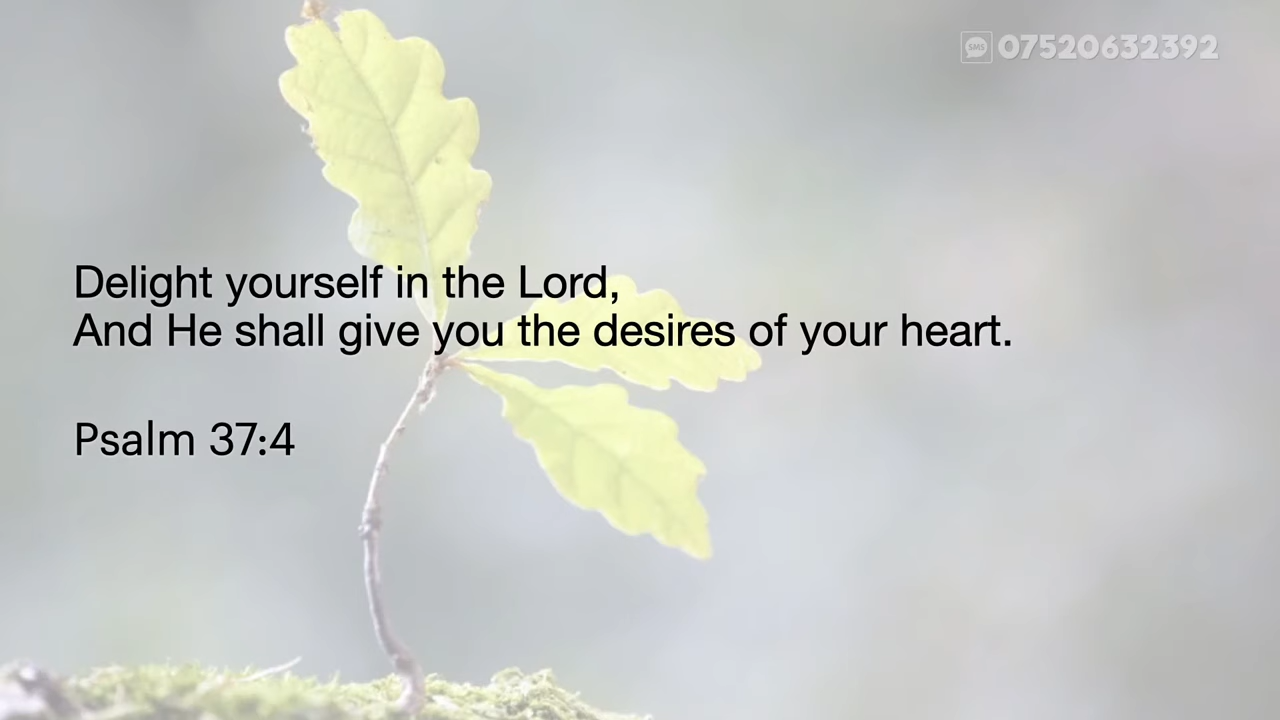 SMS 07520632392
Delight yourself in the Lord,
And He shall give you the desires of your heart.
Psalm 37:4